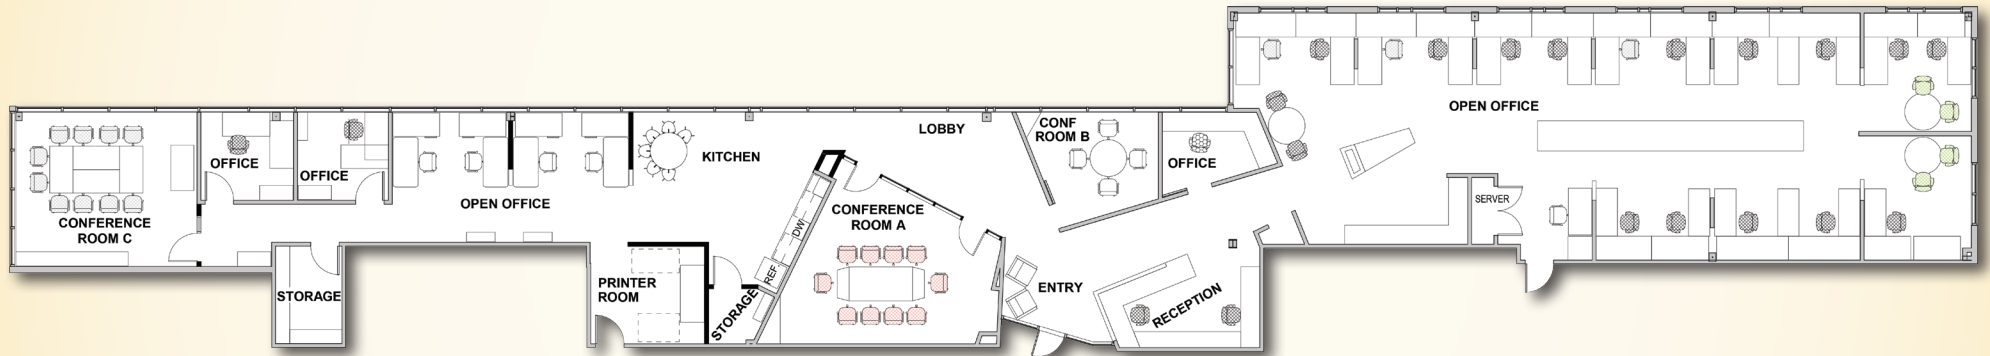 CONFERENCE
ROOM C
OFFICE
OFFICE
OPEN OFFICE
STORAGE
PRINTER
ROOM
STORAGE
REF
DW
KITCHEN
LOBBY
CONFERENCE
ROOM A
CONF
ROOM B
OFFICE
ENTRY
RECEPTION
OPEN OFFICE
SERVER